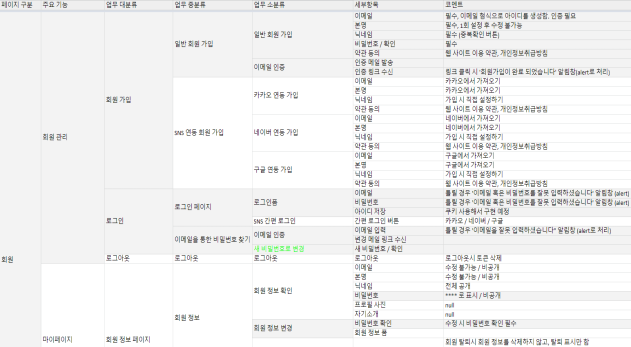 페이지 구분 주요 기능 업무 대분류 업무 중분류 업무 소분류 세부항목 코멘트
이메일 필수, 이메일 형식으로 아이디를 생성함, 인증 필요
본명 필수, 1회 설정 후 수정 불가능
일반 회원 가입 일반 회원 가입 닉네임 필수 (중복확인 버튼)
비밀번호 / 확인 필수
약관 동의 웹 사이트 이용 약관, 개인정보취급방침
이메일 인증 인증 메일 발송
인증 링크 수신 링크 클릭 시 '회원가입이 완료 되었습니다' 알림창(alert로 처리)
이메일 카카오에서 가져오기
회원 가입 카카오 연동 가입 본명 카카오에서 가져오기
닉네임 가입 시 직접 설정하기
약관 동의 웹 사이트 이용 약관, 개인정보취급방침
이메일 네이버에서 가져오기
회원 관리 SNS 연동 회원 가입 네이버 연동 가입 본명 네이버에서 가져오기
닉네임 가입 시 직접 설정하기
약관 동의 웹 사이트 이용 약관, 개인정보취급방침
이메일 구글에서 가져오기
구글 연동 가입 본명 구글에서 가져오기
닉네임 가입 시 직접 설정하기
약관 동의 웹 사이트 이용 약관, 개인정보취급방침
이메일 틀릴 경우 '이메일 혹은 비밀번호를 잘못 입력하셨습니다' 알림창 (alert)
로그인 페이지 로그인폼 비밀번호 틀릴 경우 '이메일 혹은 비밀번호를 잘못 입력하셨습니다' 알림창 (alert)
아이디 저장 쿠키 사용해서 구현 예정
로그인 SNS 간편 로그인 간편 로그인 버튼 카카오 / 네이버 / 구글
이메일을 통한 비밀번호 찾기 이메일 인증 이메일 입력 틀릴 경우 '이메일을 잘못 입력하셨습니다' 알림창 (alert로 처리)
변경 메일 링크 수신
새 비밀번호로 변경 새 비밀번호 / 확인
회원 로그아웃 로그아웃 로그아웃 로그아웃 로그아웃시 토큰 삭제
이메일 수정 불가능 / 비공개
본명 수정 불가능 / 비공개
회원 정보 확인 닉네임 전체 공개
비밀번호 **** 로 표시 / 비공개
프로필 사진 null
회원 정보 자기소개 null
회원 정보 변경 비밀번호 확인 수정 시 비밀번호 확인 필수
회원 정보 폼
마이페이지 회원 정보 페이지 회원 탈퇴시 회원 정보를 삭제하지 않고, 탈퇴 표시만 함